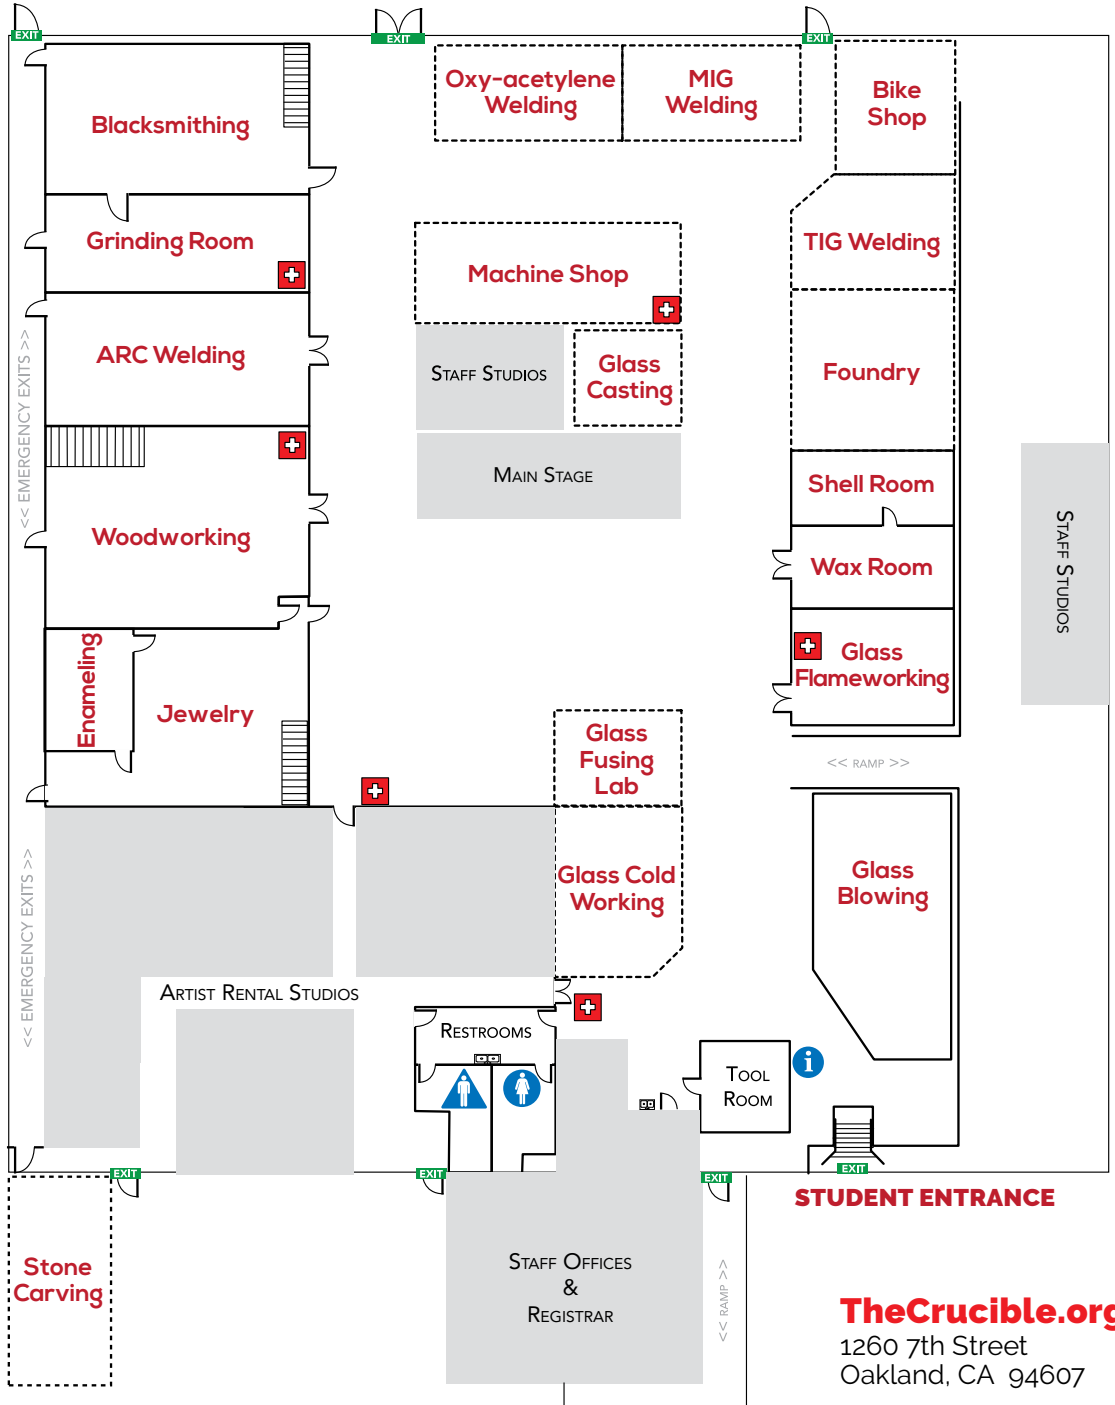 EXIT
EXIT
EXIT
Oxy-acetylene
Welding
MIG
Welding
Bike
Shop
Blacksmithing
Grinding Room
TIG Welding
Machine Shop
<< EMERGENCY EXITS >>
ARC Welding
STAFF STUDIOS
Glass
Casting
Foundry
MAIN STAGE
Shell Room
Woodworking
Wax Room
STAFF STUDIOS
Enameling
Jewelry
Glass
Flameworking
Glass
Fusing
Lab
<< RAMP >>
<< EMERGENCY EXITS >>
Glass Cold
Working
Glass
Blowing
ARTIST RENTAL STUDIOS
RESTROOMS
TOOL
ROOM
i
EXIT
EXIT
EXIT
EXIT
STUDENT ENTRANCE
Stone
Carving
STAFF OFFICES
&
REGISTRAR
<< RAMP >>
TheCrucible.org
1260 7th Street
Oakland, CA 94607